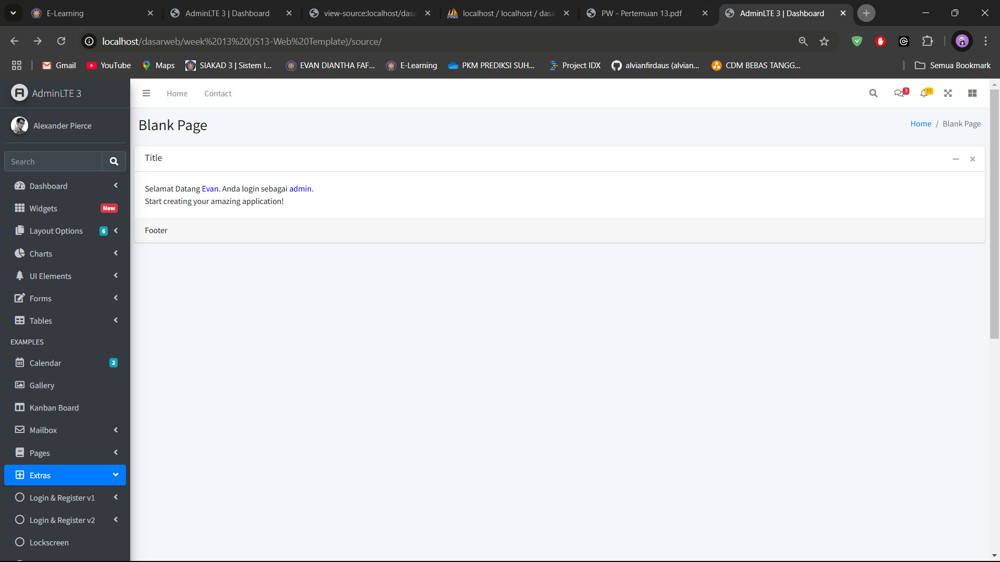 E-Learning
AdminLTE 3 | Dashboard
view-source:localhost/dasa
localhost / localhost / dasa
PW - Pertemuan 13.pdf
AdminLTE 3 | Dashboard
localhost/dasarweb/week%2013%20(JS13-Web%20Template)/source/
Gmail
YouTube
Maps
SIAKAD 3 | Sistem I...
EVAN DIANTHA FAF...
E-Learning
PKM PREDIKSI SUH...
Project IDX
alvianfirdaus (alvian...
CDM BEBAS TANGG...
Semua Bookmark
AdminLTE 3
Home
Contact
3
15
Alexander Pierce
Blank Page
Home / Blank Page
Search
Title
Selamat Datang Evan. Anda login sebagai admin.
Start creating your amazing application!
Footer
Dashboard
Widgets New
Layout Options 6
Charts
UI Elements
Forms
Tables
EXAMPLES
Calendar 2
Gallery
Kanban Board
Mailbox
Pages
Extras
Login & Register v1
Login & Register v2
Lockscreen